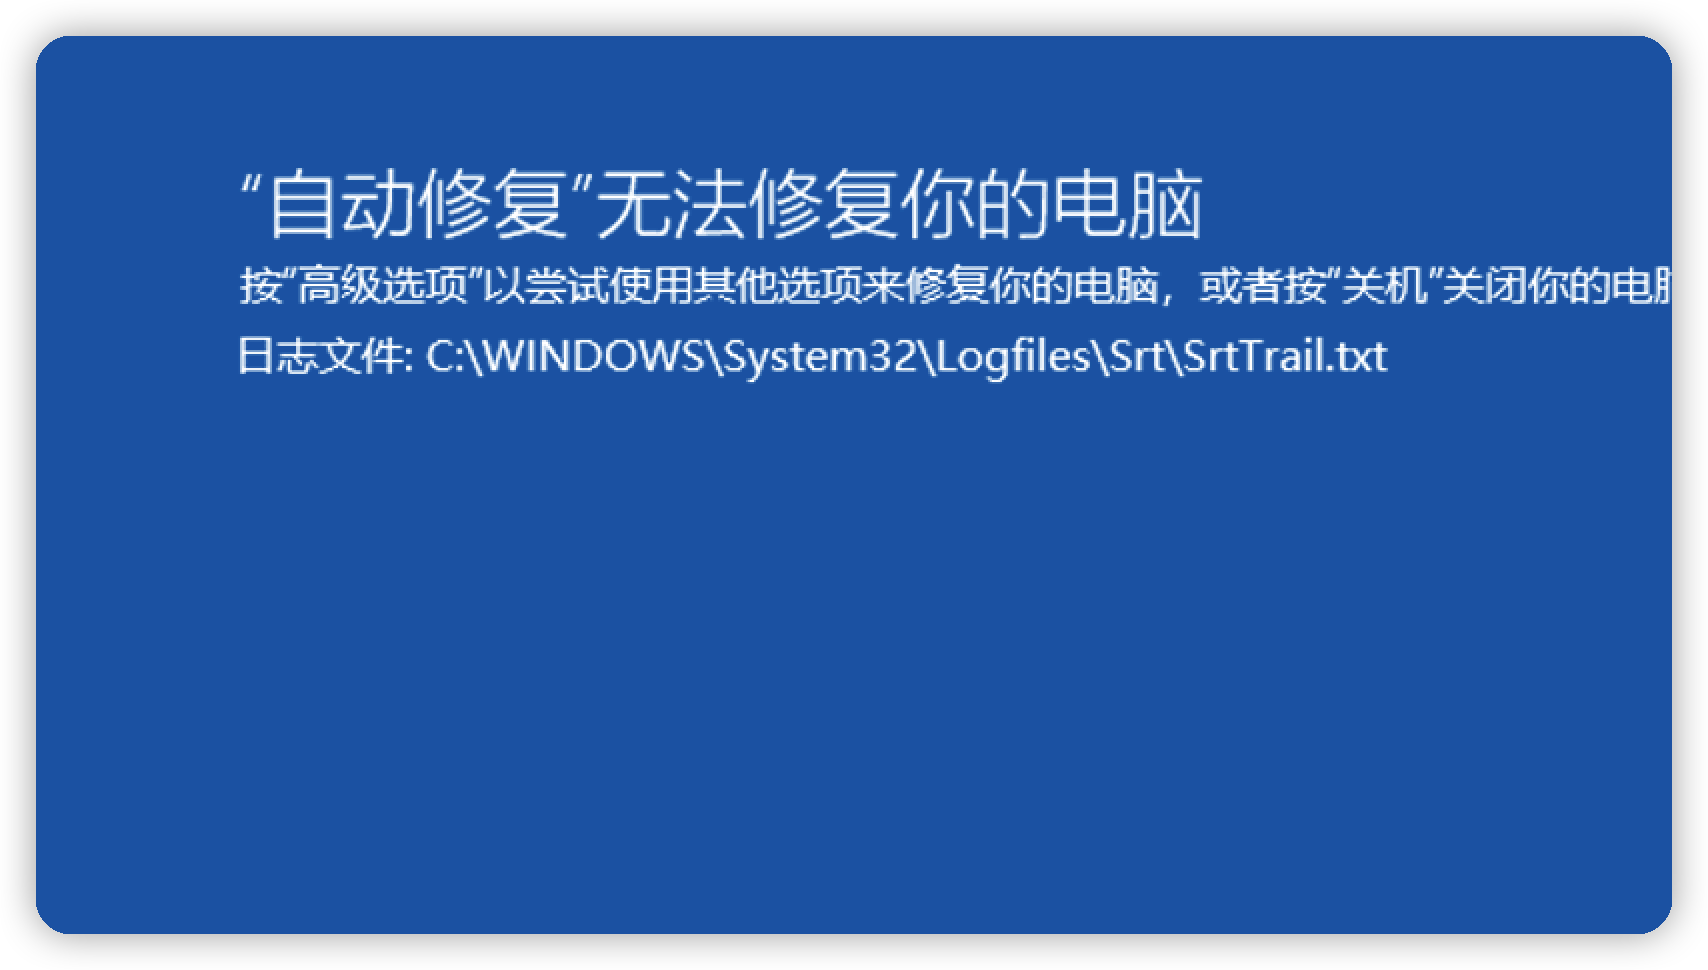 “自动修复”无法修复你的电脑
按“高级选项”以尝试使用其他选项来修复你的电脑，或者按“关机”关闭你的电
日志文件: C:\WINDOWS\System32\Logfiles\Srt\SrtTrail.txt